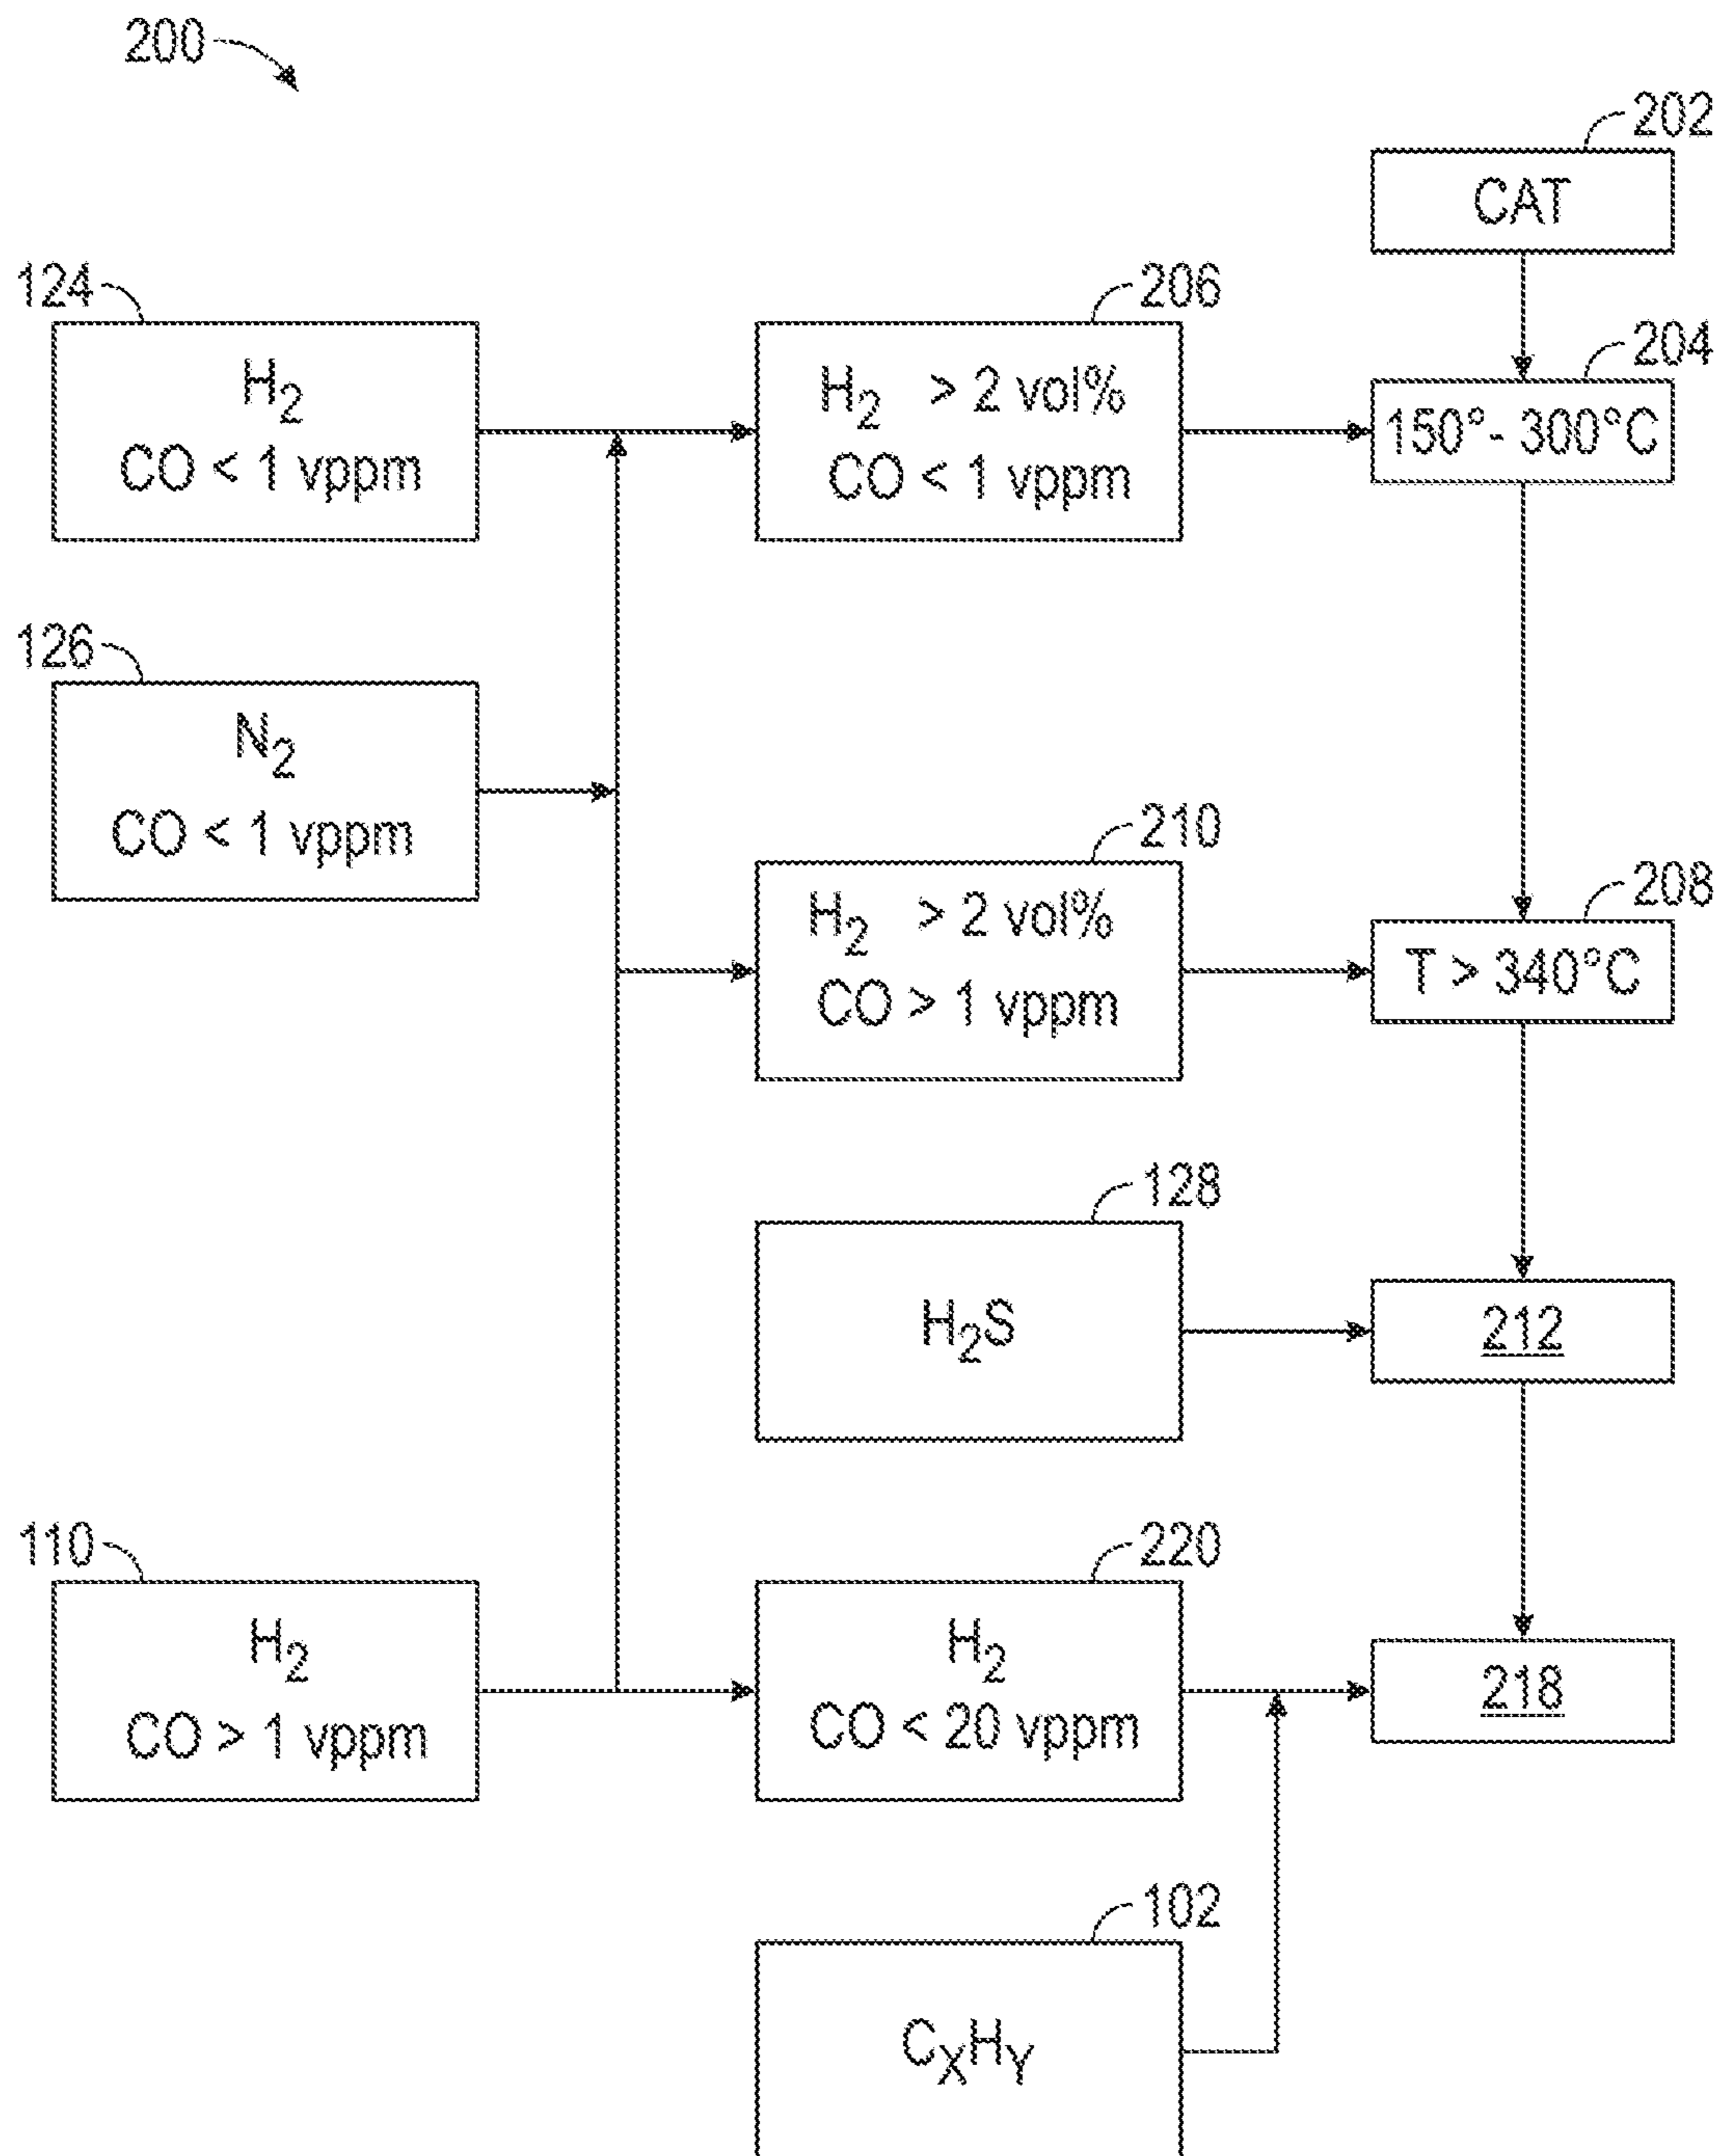 200
202
CAT
124
H2
CO < 1 vppm
206
H2 > 2 vol%
CO < 1 vppm
204
150°- 300°C
126
N2
CO < 1 vppm
210
H2 > 2 vol%
CO > 1 vppm
208
T > 340°C
128
H2S
212
110
H2
CO > 1 vppm
220
H2
CO < 20 vppm
218
102
CXHY